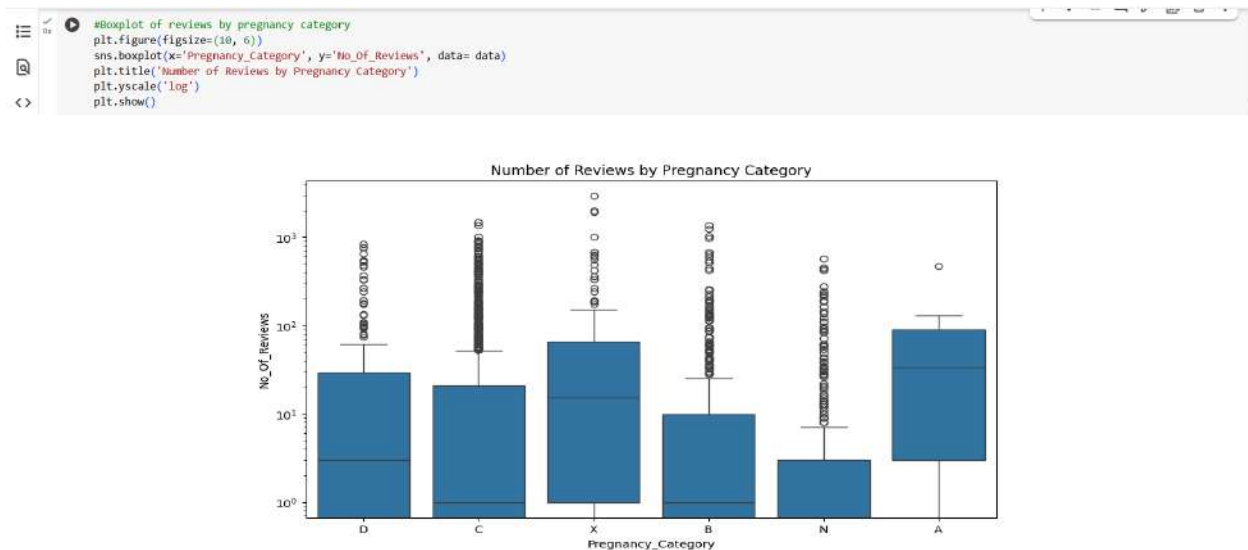 0s
#Boxplot of reviews by pregnancy category
plt.figure(figsize=(10, 6))
sns.boxplot(x='Pregnancy_Category', y='No_Of_Reviews', data= data)
plt.title('Number of Reviews by Pregnancy Category')
plt.yscale('log')
plt.show()
Number of Reviews by Pregnancy Category
10³
10²
10¹
10⁰
No_Of_Reviews
D C X B N A
Pregnancy_Category